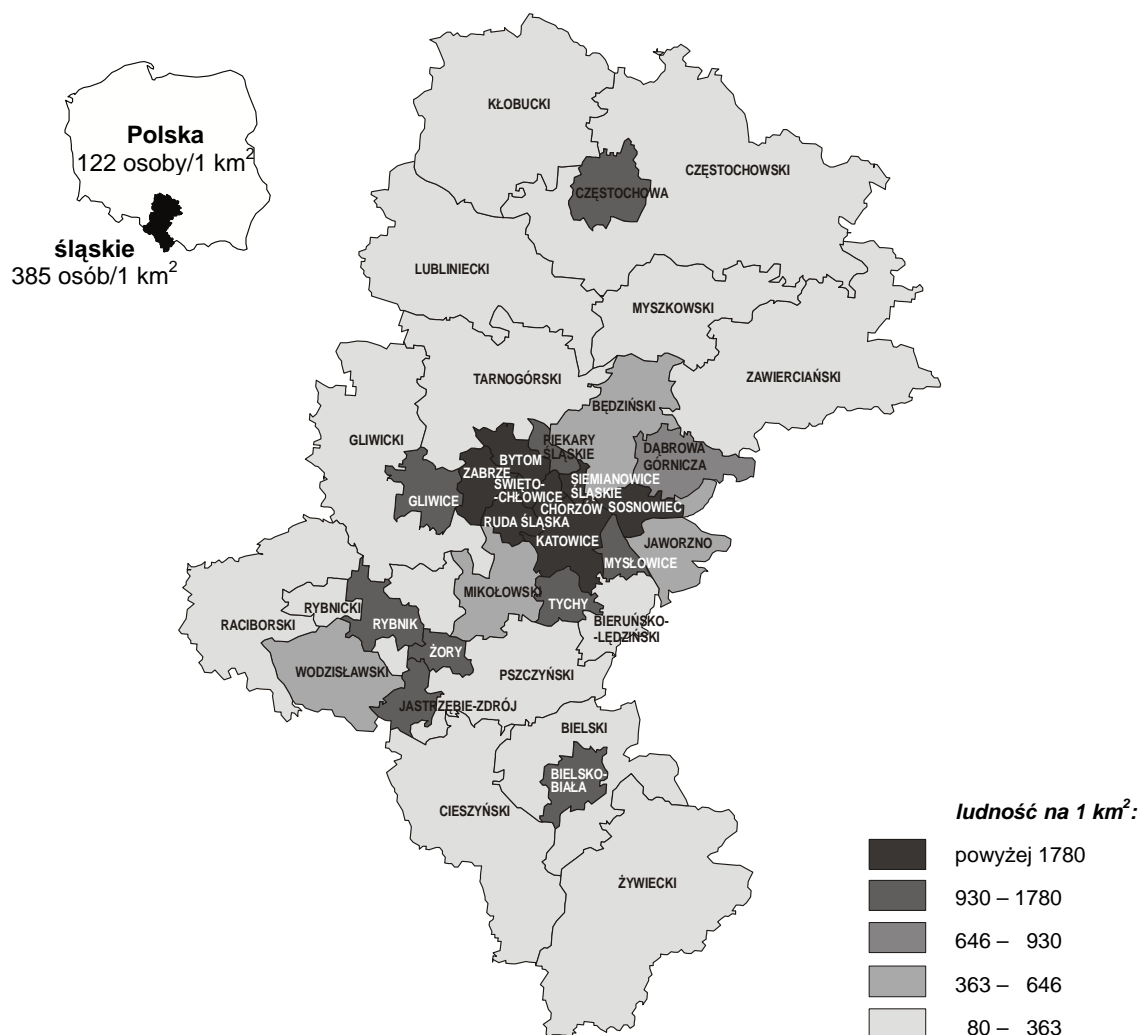 KŁOBUCKI
Polska
122 osoby/1 km²
CZĘSTOCHOWSKI
CZĘSTOCHOWA
śląskie
385 osób/1 km²
LUBLINIECKI
MYSZKOWSKI
TARNOGÓRSKI
ZAWIERCIAŃSKI
BĘDZIŃSKI
GLIWICKI
PIEKARY
ŚLĄSKIE
DĄBROWA
GÓRNICZA
BYTOM
ZABRZE
SIEMIANOWICE
ŚLĄSKIE
ŚWIĘTO-
-CHŁOWICE
GLIWICE
CHORZÓW
SOSNOWIEC
RUDA ŚLĄSKA
KATOWICE
JAWORZNO
MYSŁOWICE
MIKOŁOWSKI
TYCHY
RYBNICKI
RACIBORSKI
RYBNIK
BIERUŃSKO-
-LĘDZIŃSKI
ŻORY
WODZISŁAWSKI
PSZCZYŃSKI
JASTRZĘBIE-ZDRÓJ
BIELSKI
BIELSKO-
BIAŁA
CIESZYŃSKI
ŻYWIECKI
ludność na 1 km²:
powyżej 1780
930 – 1780
646 – 930
363 – 646
80 – 363